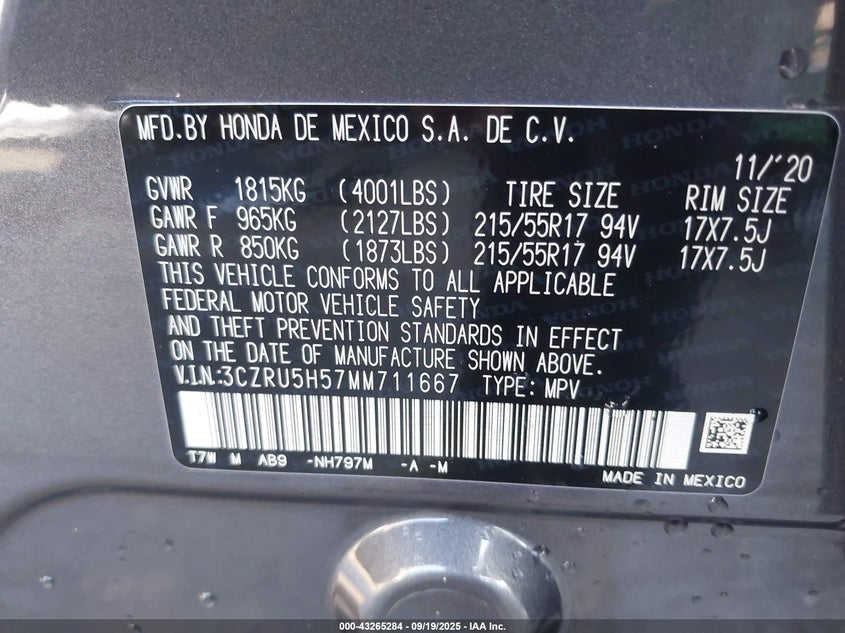 MFD.BY HONDA DE MEXICO S.A. DE C.V.
11/'20
GVWR 1815KG (4001LBS) TIRE SIZE RIM SIZE
GAWR F 965KG (2127LBS) 215/55R17 94V 17X7.5J
GAWR R 850KG (1873LBS) 215/55R17 94V 17X7.5J
THIS VEHICLE CONFORMS TO ALL APPLICABLE
FEDERAL MOTOR VEHICLE SAFETY
AND THEFT PREVENTION STANDARDS IN EFFECT
ON THE DATE OF MANUFACTURE SHOWN ABOVE.
V.I.N:3CZRU5H57MM711667 TYPE: MPV
T7W M AB9 -NH797M -A -M
MADE IN MEXICO
000-43265284 - 09/19/2025 - IAA Inc.